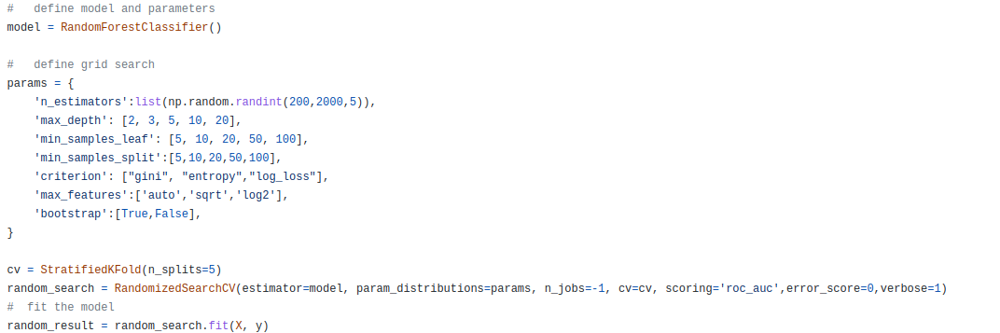 #   define model and parameters
model = RandomForestClassifier()
#   define grid search
params = {
    'n_estimators':list(np.random.randint(200,2000,5)),
    'max_depth': [2, 3, 5, 10, 20],
    'min_samples_leaf': [5, 10, 20, 50, 100],
    'min_samples_split':[5,10,20,50,100],
    'criterion': ["gini", "entropy","log_loss"],
    'max_features':['auto','sqrt','log2'],
    'bootstrap':[True,False],
}
cv = StratifiedKFold(n_splits=5)
random_search = RandomizedSearchCV(estimator=model, param_distributions=params, n_jobs=-1, cv=cv, scoring='roc_auc',error_score=0,verbose=1)
#  fit the model
random_result = random_search.fit(X, y)